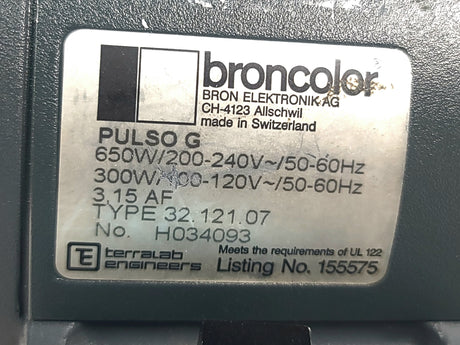 broncolor
BRON ELEKTRONIK AG
CH-4123 Allschwil
made in Switzerland
PULSO G
650W/200-240V~/50-60Hz
300W/100-120V~/50-60Hz
3,15 AF
TYPE 32.121.07
No. H034093
TE terralab engineers
Meets the requirements of UL 122
Listing No. 155575